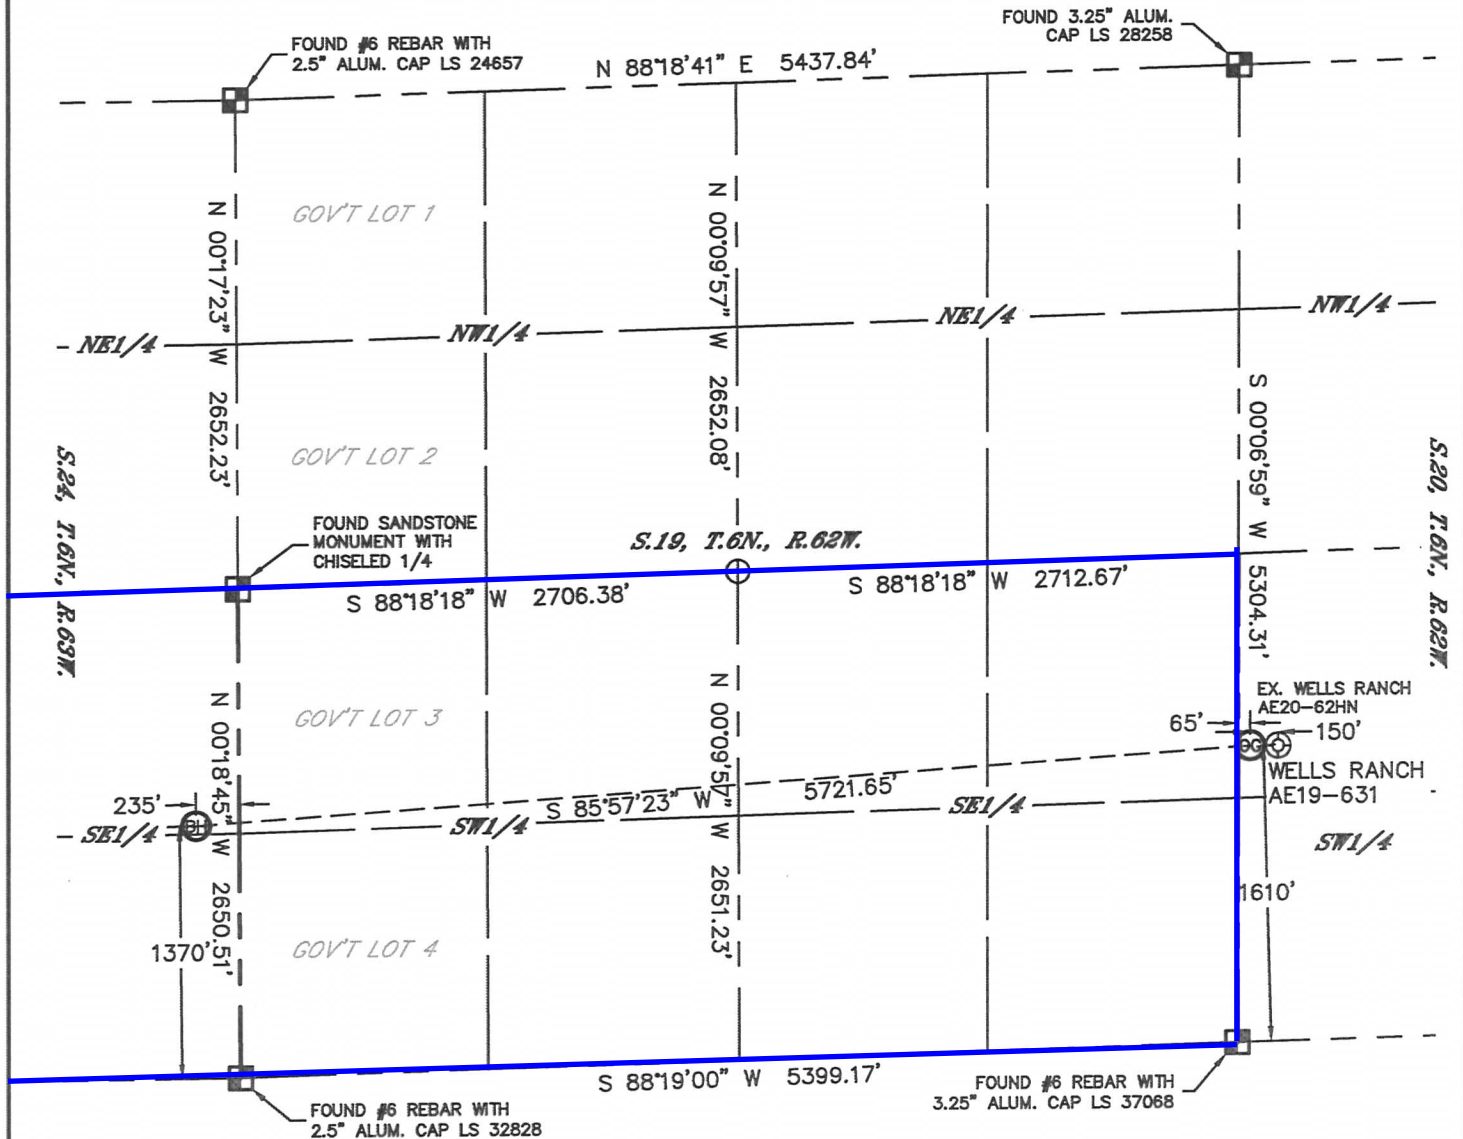 FOUND #6 REBAR WITH
2.5" ALUM. CAP LS 24657
N 88°18'41" E 5437.84'
FOUND 3.25" ALUM.
CAP LS 28258
GOV'T LOT 1
N 00°17'23" W 2652.23'
N 00°09'57" W 2652.08'
S 00°06'59" W 5304.31'
NE1/4
NW1/4
NE1/4
NW1/4
GOV'T LOT 2
S.24, T.6N., R.63W.
S.20, T.6N., R.62W.
FOUND SANDSTONE
MONUMENT WITH
CHISELED 1/4
S.19, T.6N., R.62W.
S 88°18'18" W 2706.38'
S 88°18'18" W 2712.67'
GOV'T LOT 3
N 00°18'45" W 2650.51'
N 00°09'57" W 2651.23'
EX. WELLS RANCH
AE20-62HN
65'
150'
WELLS RANCH
AE19-631
235'
BH
S 85°57'23" W 5721.65'
SE1/4
SW1/4
SE1/4
SW1/4
1610'
1370'
GOV'T LOT 4
S 88°19'00" W 5399.17'
FOUND #6 REBAR WITH
3.25" ALUM. CAP LS 37068
FOUND #6 REBAR WITH
2.5" ALUM. CAP LS 32828